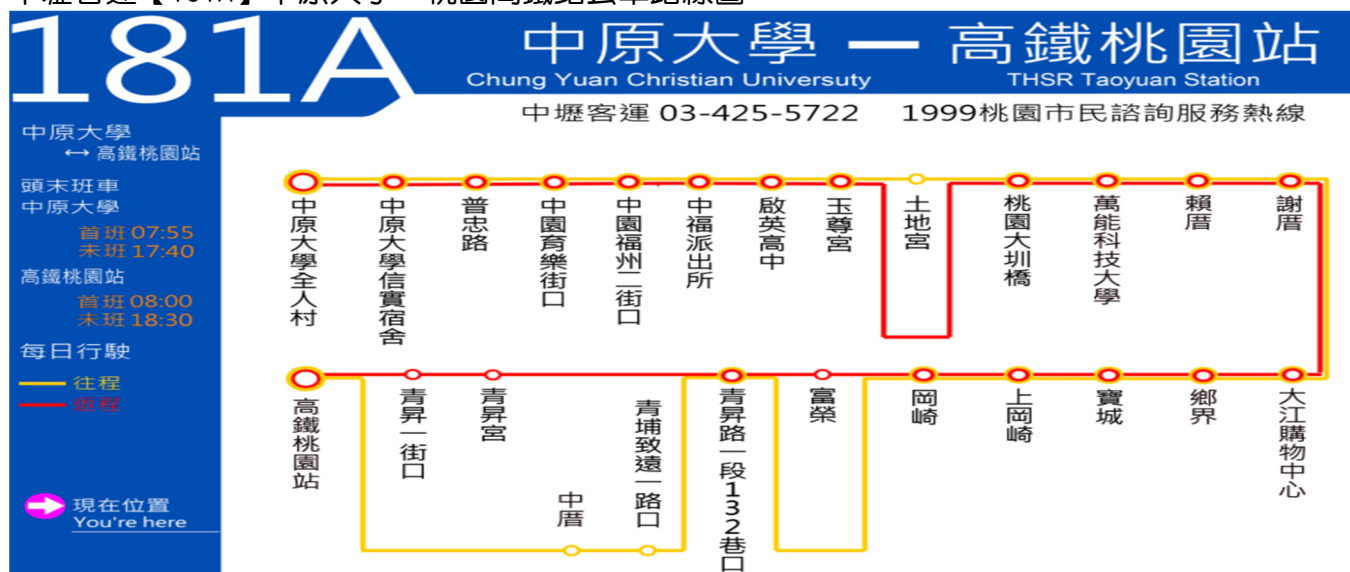 181A
中原大學 — 高鐵桃園站
Chung Yuan Christian Universuty THSR Taoyuan Station
中壢客運 03-425-5722 1999桃園市民諮詢服務熱線
中原大學
↔ 高鐵桃園站
頭末班車
中原大學
首班 07:55
末班 17:40
高鐵桃園站
首班 08:00
末班 18:30
每日行駛
往程
返程
現在位置
You're here
中原大學全人村
中原大學信實宿舍
普忠路
中園育樂街口
中園福州二街口
中福派出所
啟英高中
玉尊宮
土地宮
桃園大圳橋
萬能科技大學
賴厝
謝厝
高鐵桃園站
青昇一街口
青昇宮
中厝
青埔致遠一路口
青昇路一段132巷口
富榮
岡崎
上岡崎
寶城
鄉界
大江購物中心